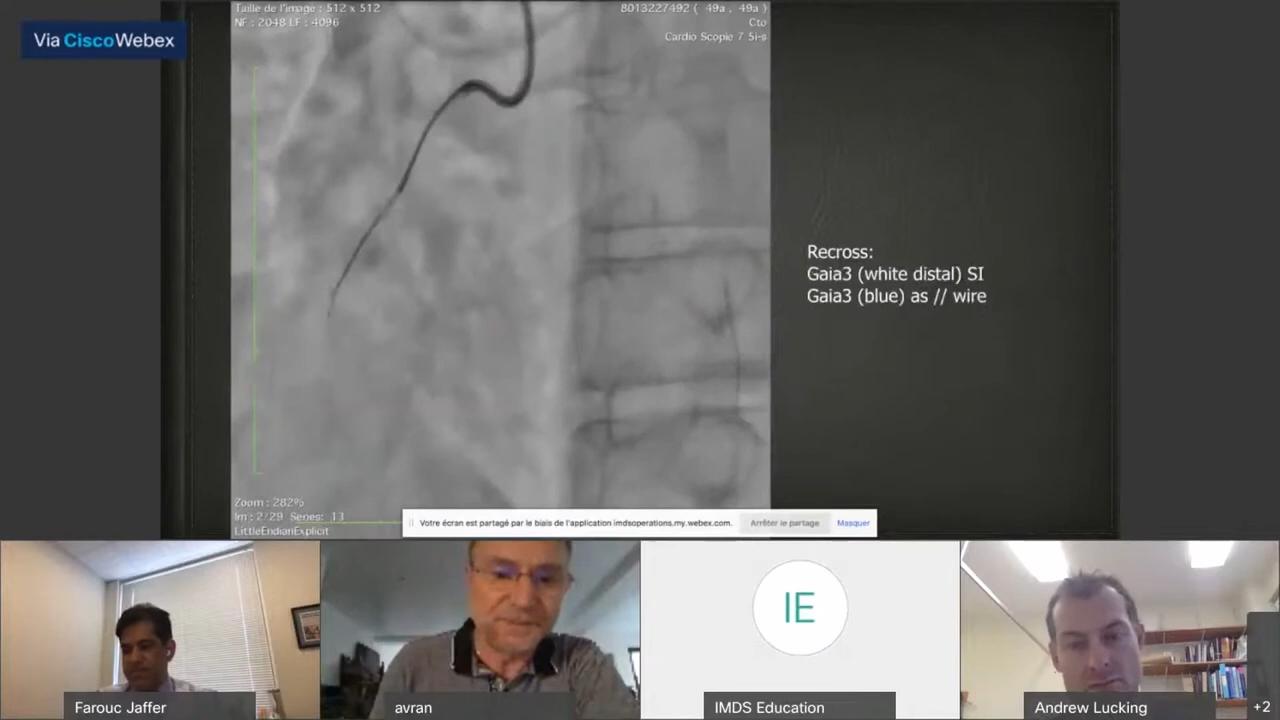 Via Cisco Webex
Taille de l'image : 512 x 512
NF : 2048 LF : 4096
8013227492 ( 49a , 49a )
Cto
Cardio Scopie 7 5i-s
Recross:
Gaia3 (white distal) SI
Gaia3 (blue) as // wire
Zoom : 282%
Im : 2/29 Series: 13
LittleEndianExplicit
Votre écran est partagé par le biais de l'application imdsoperations.my.webex.com.
Arrêter le partage
Masquer
IE
Farouc Jaffer
avran
IMDS Education
Andrew Lucking
+2